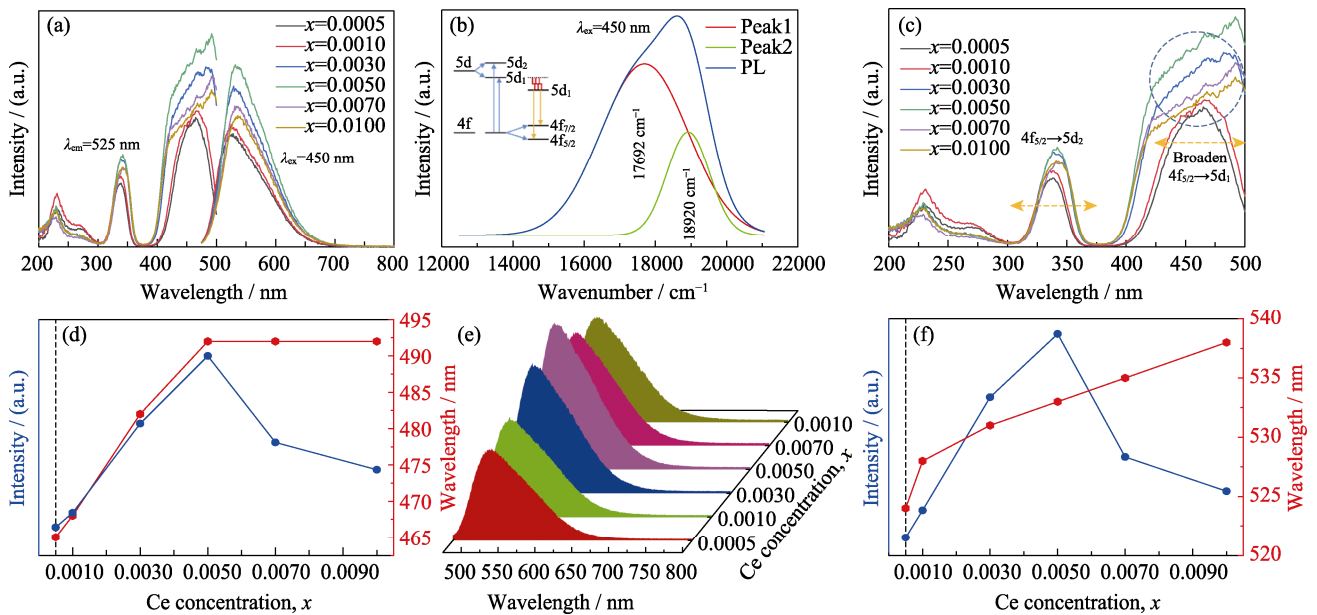 (a)
x=0.0005
x=0.0010
x=0.0030
x=0.0050
x=0.0070
x=0.0100
λem=525 nm
λex=450 nm
Intensity / (a.u.)
200 300 400 500 600 700 800
Wavelength / nm
(b)
λex=450 nm
Peak1
Peak2
PL
5d
5d2
5d1
5d1
4f
4f7/2
4f5/2
17692 cm−1
18920 cm−1
Intensity / (a.u.)
12000 14000 16000 18000 20000 22000
Wavenumber / cm−1
(c)
x=0.0005
x=0.0010
x=0.0030
x=0.0050
x=0.0070
x=0.0100
4f5/2→5d2
Broaden
4f5/2→5d1
Intensity / (a.u.)
200 250 300 350 400 450 500
Wavelength / nm
(d)
Intensity / (a.u.)
495
490
485
480
475
470
465
Wavelength / nm
0.0010 0.0030 0.0050 0.0070 0.0090
Ce concentration, x
(e)
0.0010
0.0070
0.0050
0.0030
0.0010
0.0005
Ce concentration, x
500 550 600 650 700 750 800
Wavelength / nm
(f)
Intensity / (a.u.)
540
535
530
525
520
Wavelength / nm
0.0010 0.0030 0.0050 0.0070 0.0090
Ce concentration, x